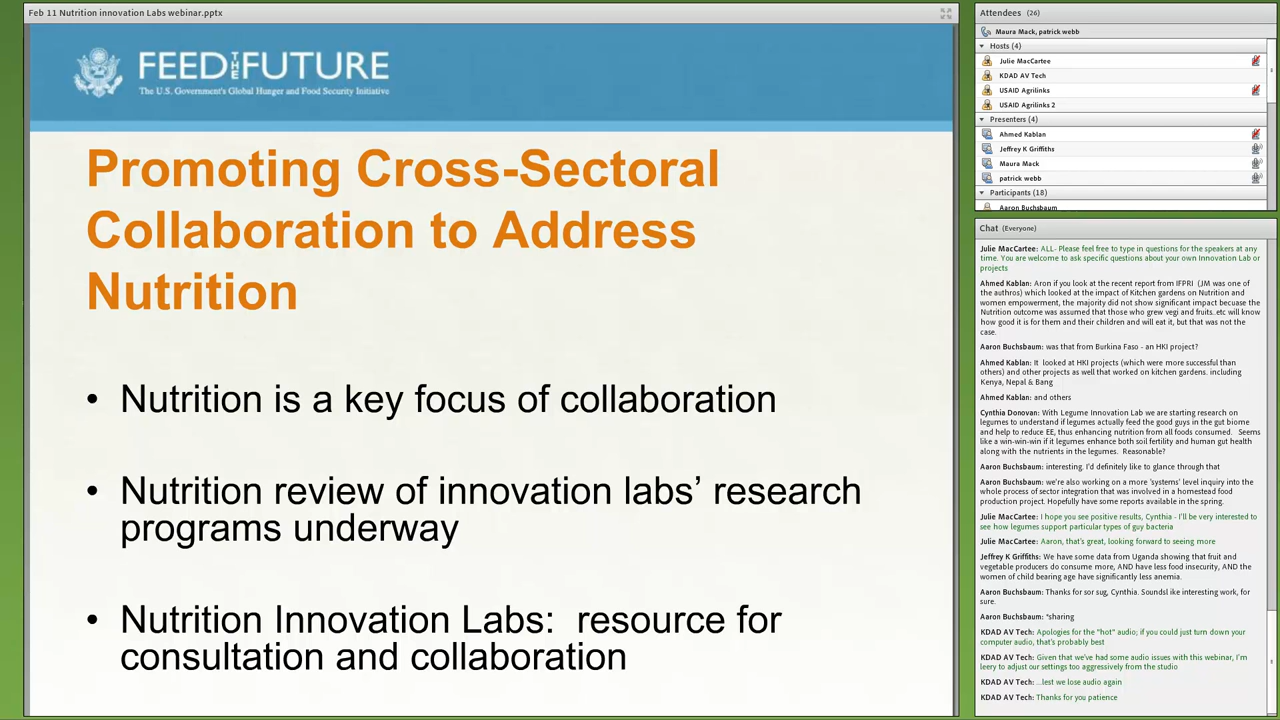 Feb 11 Nutrition innovation Labs webinar.pptx
FEED THE FUTURE
The U.S. Government's Global Hunger and Food Security Initiative
Promoting Cross-Sectoral
Collaboration to Address
Nutrition
• Nutrition is a key focus of collaboration
• Nutrition review of innovation labs’ research
programs underway
• Nutrition Innovation Labs:  resource for
consultation and collaboration
Attendees (26)
Maura Mack, patrick webb
Hosts (4)
Julie MacCartee
KDAD AV Tech
USAID Agrilinks
USAID Agrilinks 2
Presenters (4)
Ahmed Kablan
Jeffrey K Griffiths
Maura Mack
patrick webb
Participants (18)
Aaron Buchsbaum
Chat (Everyone)
Julie MacCartee: ALL- Please feel free to type in questions for the speakers at any
time. You are welcome to ask specific questions about your own Innovation Lab or
projects
Ahmed Kablan: Aron if you look at the recent report from IFPRI  (JM was one of
the authros) which looked at the impact of Kitchen gardens on Nutrition and
women empowerment, the majority did not show significant impact becuase the
Nutrition outcome was assumed that those who grew vegi and fruits..etc will know
how good it is for them and their children and will eat it, but that was not the
case.
Aaron Buchsbaum: was that from Burkina Faso - an HKI project?
Ahmed Kablan: It  looked at HKI projects (which were more successful than
others) and other projects as well that worked on kitchen gardens. including
Kenya, Nepal & Bang
Ahmed Kablan: and others
Cynthia Donovan: With Legume Innovation Lab we are starting research on
legumes to understand if legumes actually feed the good guys in the gut biome
and help to reduce EE, thus enhancing nutrition from all foods consumed.  Seems
like a win-win-win if it legumes enhance both soil fertility and human gut health
along with the nutrients in the legumes.  Reasonable?
Aaron Buchsbaum: interesting. I'd definitely like to glance through that
Aaron Buchsbaum: we're also working on a more 'systems' level inquiry into the
whole process of sector integration that was involved in a homestead food
production project. Hopefully have some reports available in the spring.
Julie MacCartee: I hope you see positive results, Cynthia - I'll be very interested to
see how legumes support particular types of guy bacteria
Julie MacCartee: Aaron, that's great, looking forward to seeing more
Jeffrey K Griffiths: We have some data from Uganda showing that fruit and
vegetable producers do consume more, AND have less food insecurity, AND the
women of child bearing age have significantly less anemia.
Aaron Buchsbaum: Thanks for sor sug, Cynthia. Soundsl ike interesting work, for
sure.
Aaron Buchsbaum: *sharing
KDAD AV Tech: Apologies for the "hot" audio; if you could just turn down your
computer audio, that's probably best
KDAD AV Tech: Given that we've had some audio issues with this webinar, I'm
leery to adjust our settings too aggressively from the studio
KDAD AV Tech: ...lest we lose audio again
KDAD AV Tech: Thanks for you patience